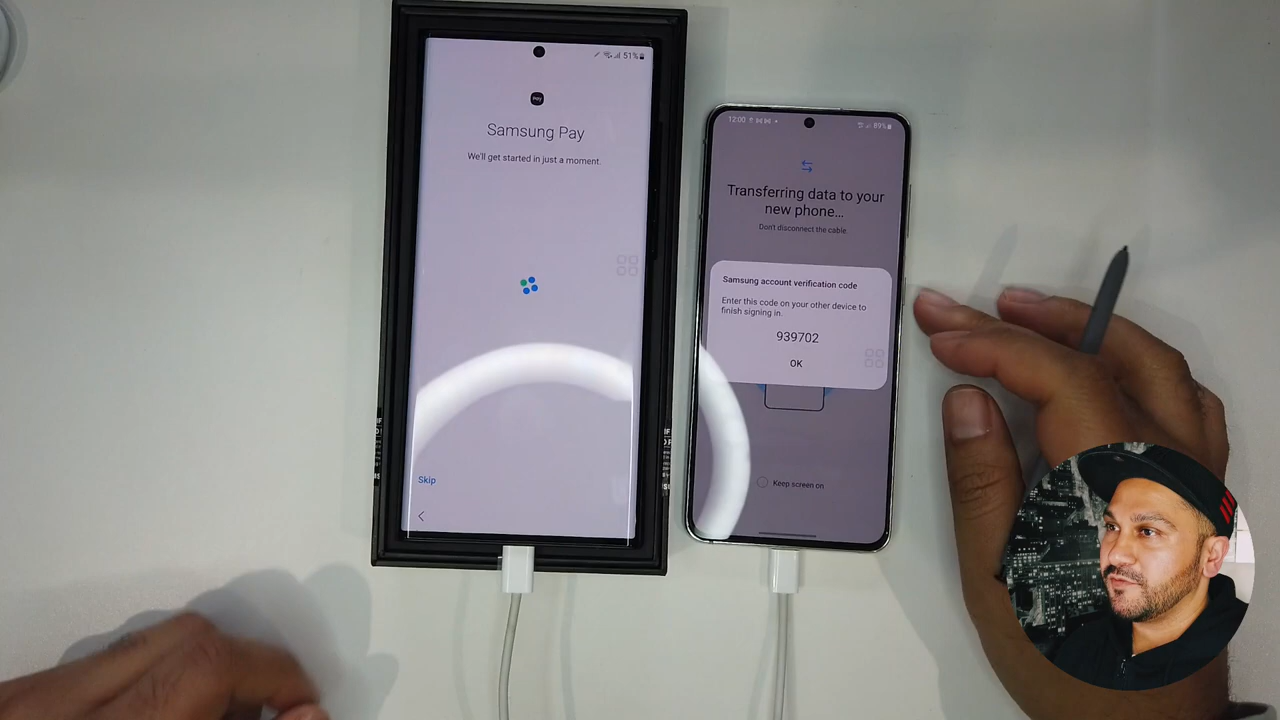 51%
pay
Samsung Pay
We'll get started in just a moment.
Skip
12:00
89%
Transferring data to your
new phone...
Don't disconnect the cable.
Samsung account verification code
Enter this code on your other device to
finish signing in.
939702
OK
Keep screen on